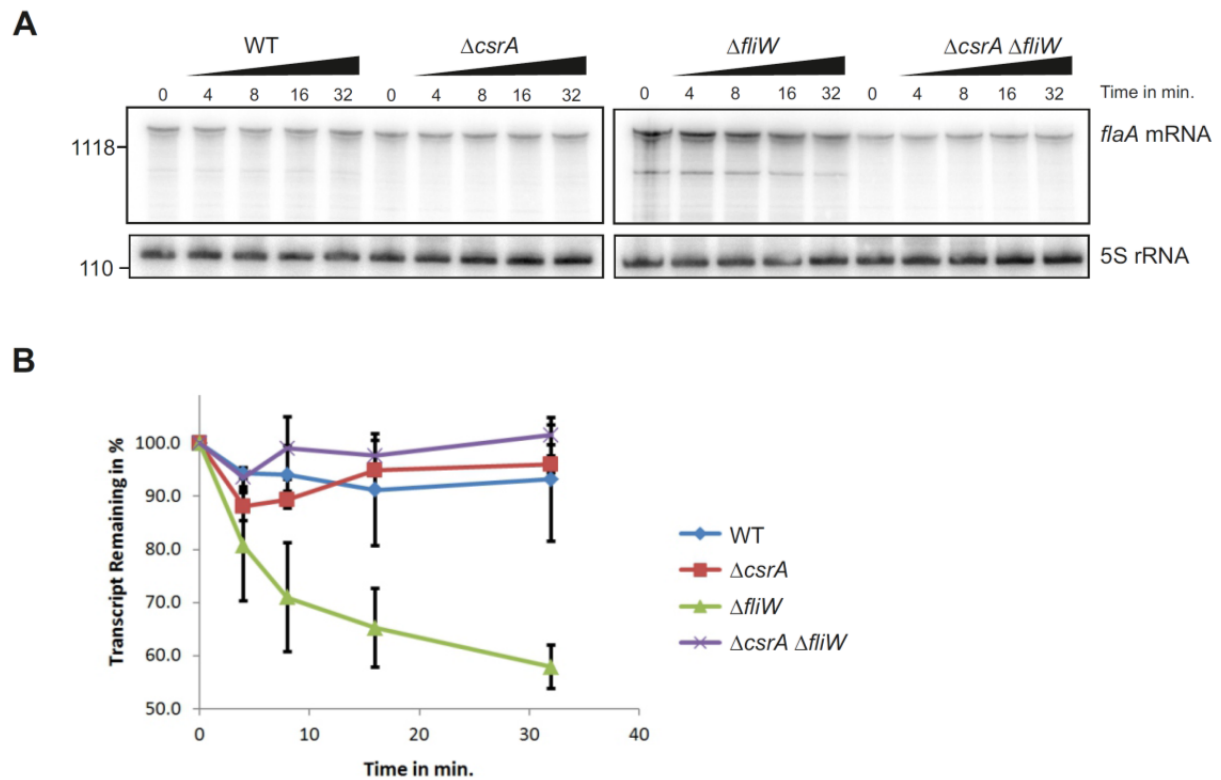 A
WT ΔcsrA ΔfliW ΔcsrA ΔfliW
0 4 8 16 32 0 4 8 16 32 0 4 8 16 32 0 4 8 16 32 Time in min.
1118 flaA mRNA
110 5S rRNA
B
Transcript Remaining in %
100.0
90.0
80.0
70.0
60.0
50.0
0 10 20 30 40
Time in min.
WT
ΔcsrA
ΔfliW
ΔcsrA ΔfliW